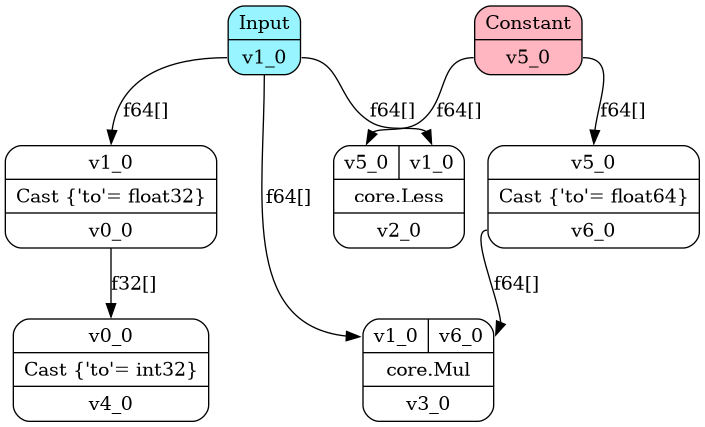 Input
v1_0
Constant
v5_0
f64[]
f64[]
f64[]
f64[]
v1_0
Cast {'to'= float32}
v0_0
v5_0 v1_0
core.Less
v2_0
v5_0
Cast {'to'= float64}
v6_0
f64[]
f32[]
f64[]
v0_0
Cast {'to'= int32}
v4_0
v1_0 v6_0
core.Mul
v3_0